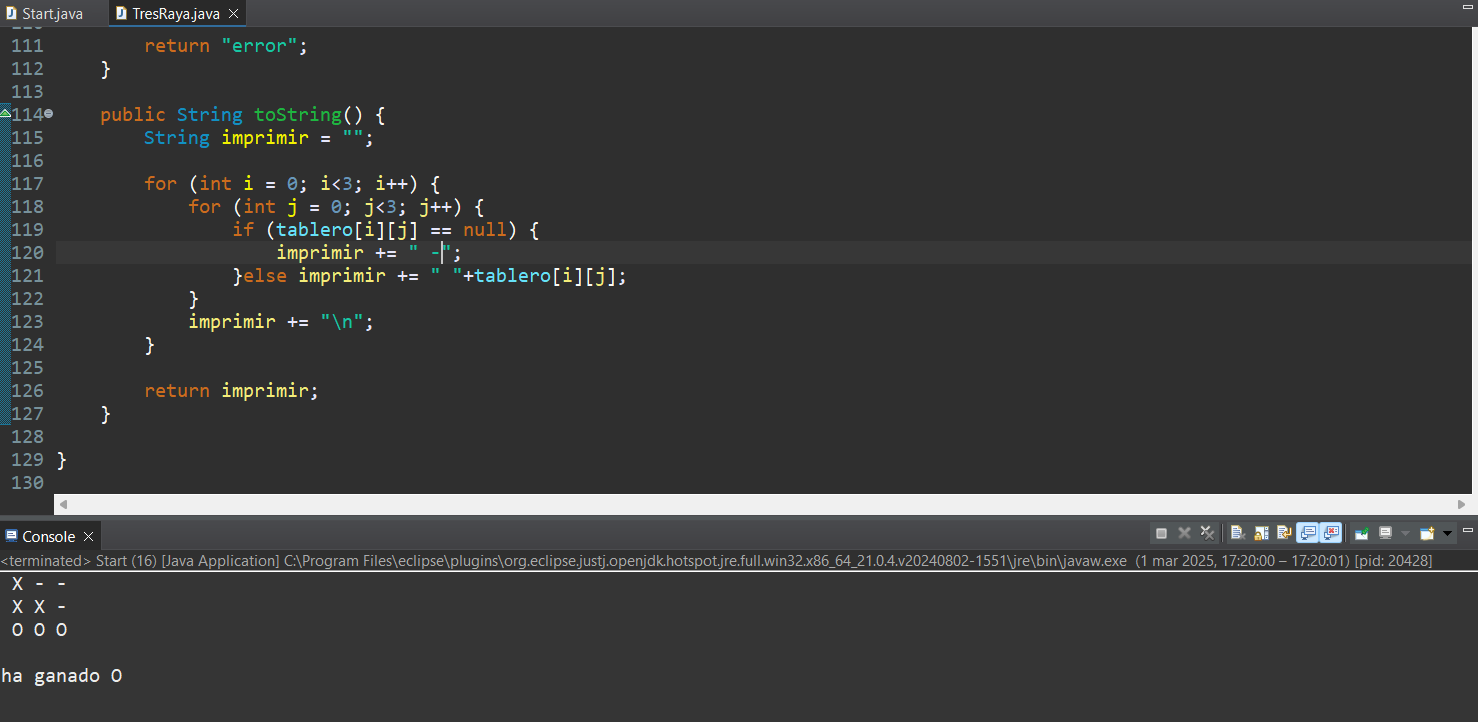 Start.java TresRaya.java
111 return "error";
112 }
113
114 public String toString() {
115 String imprimir = "";
116
117 for (int i = 0; i<3; i++) {
118 for (int j = 0; j<3; j++) {
119 if (tablero[i][j] == null) {
120 imprimir += " -";
121 }else imprimir += " "+tablero[i][j];
122 }
123 imprimir += "\n";
124 }
125
126 return imprimir;
127 }
128
129 }
130
Console
<terminated> Start (16) [Java Application] C:\Program Files\eclipse\plugins\org.eclipse.justj.openjdk.hotspot.jre.full.win32.x86_64_21.0.4.v20240802-1551\jre\bin\javaw.exe (1 mar 2025, 17:20:00 – 17:20:01) [pid: 20428]
X - -
X X -
O O O
ha ganado O